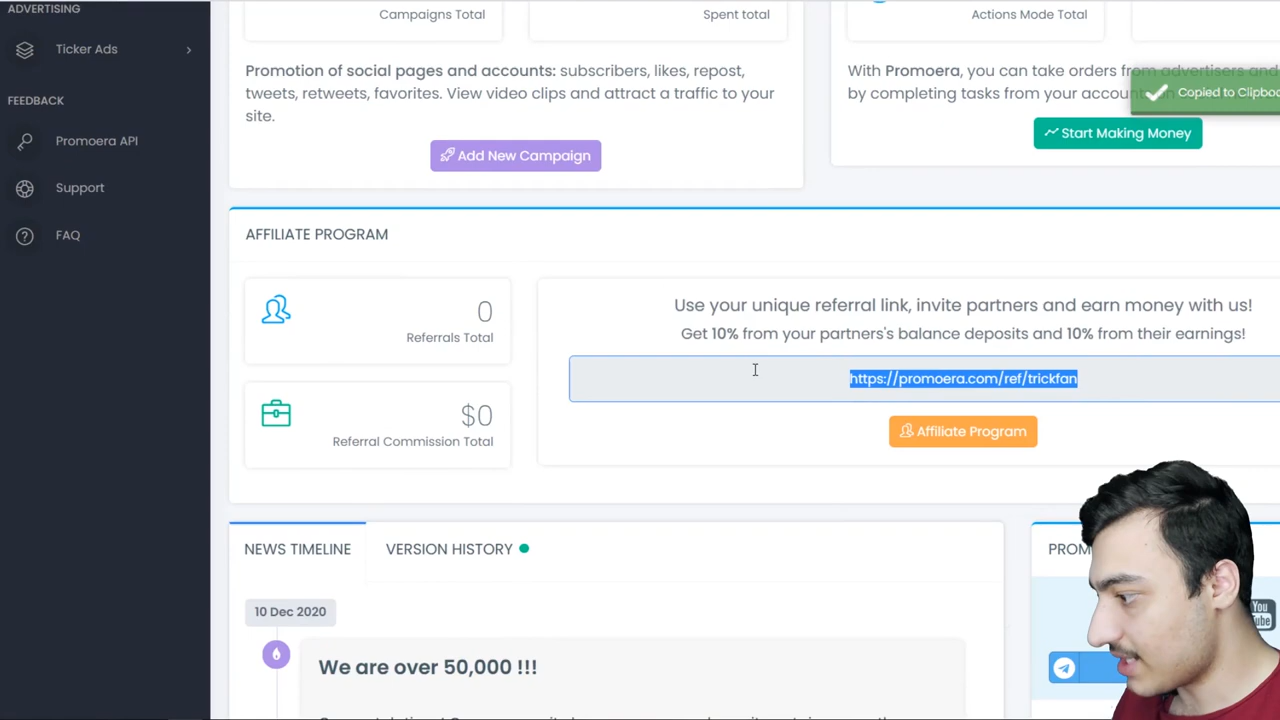 ADVERTISING
Ticker Ads
FEEDBACK
Promoera API
Support
FAQ
Campaigns Total
Spent total
Actions Mode Total
Promotion of social pages and accounts: subscribers, likes, repost,
tweets, retweets, favorites. View video clips and attract a traffic to your
site.
Add New Campaign
With Promoera, you can take orders from advertisers and
by completing tasks from your account
Copied to Clipboa
Start Making Money
AFFILIATE PROGRAM
0
Referrals Total
$0
Referral Commission Total
Use your unique referral link, invite partners and earn money with us!
Get 10% from your partners's balance deposits and 10% from their earnings!
https://promoera.com/ref/trickfan
Affiliate Program
NEWS TIMELINE
VERSION HISTORY
10 Dec 2020
We are over 50,000 !!!
PROM
You
Tube